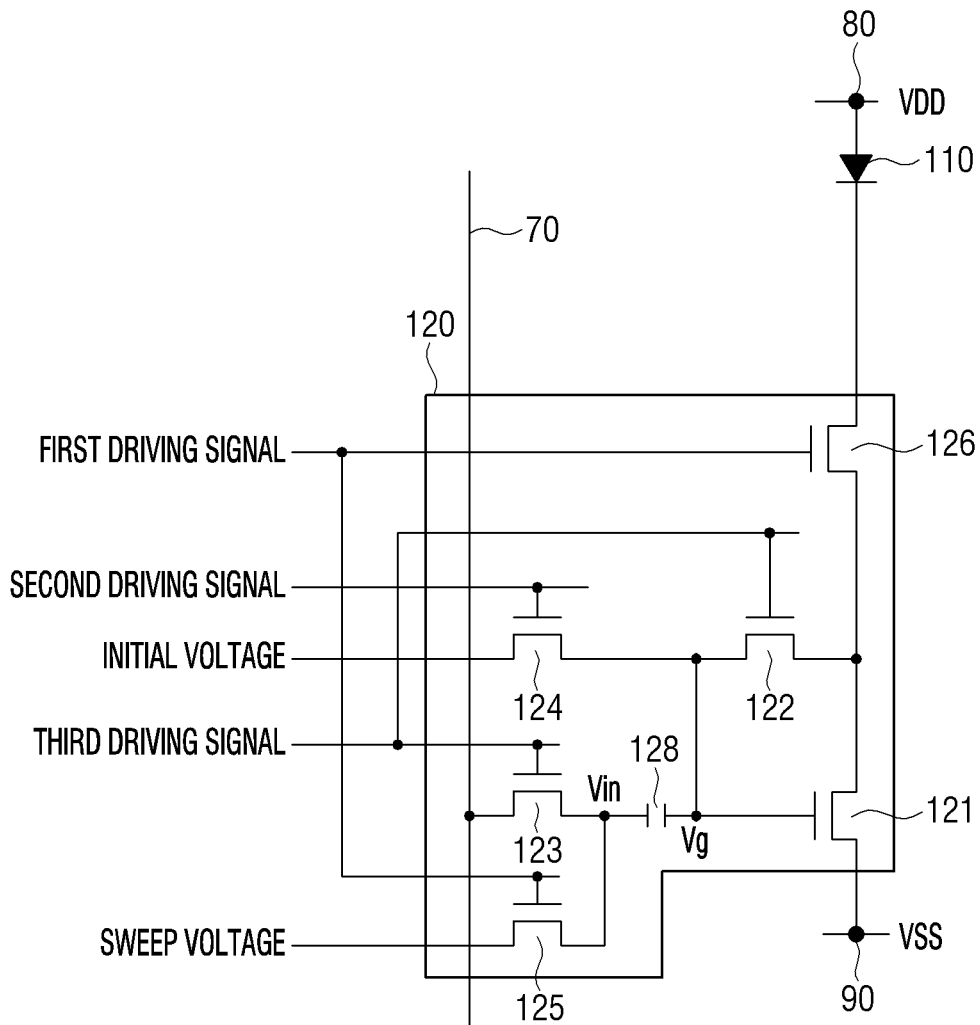 80
VDD
110
70
120
FIRST DRIVING SIGNAL
126
SECOND DRIVING SIGNAL
INITIAL VOLTAGE
124
122
THIRD DRIVING SIGNAL
128
Vin
121
123
Vg
SWEEP VOLTAGE
VSS
125
90